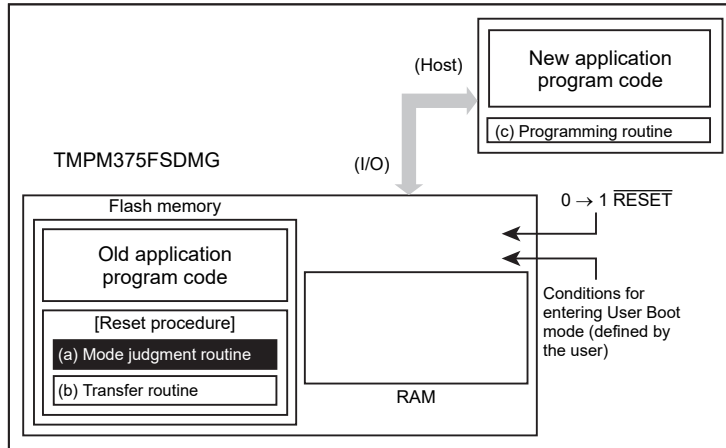 New application
program code
(Host)
(c) Programming routine
TMPM375FSDMG
(I/O)
0 → 1 RESET
Flash memory
Old application
program code
[Reset procedure]
(a) Mode judgment routine
(b) Transfer routine
Conditions for
entering User Boot
mode (defined by
the user)
RAM